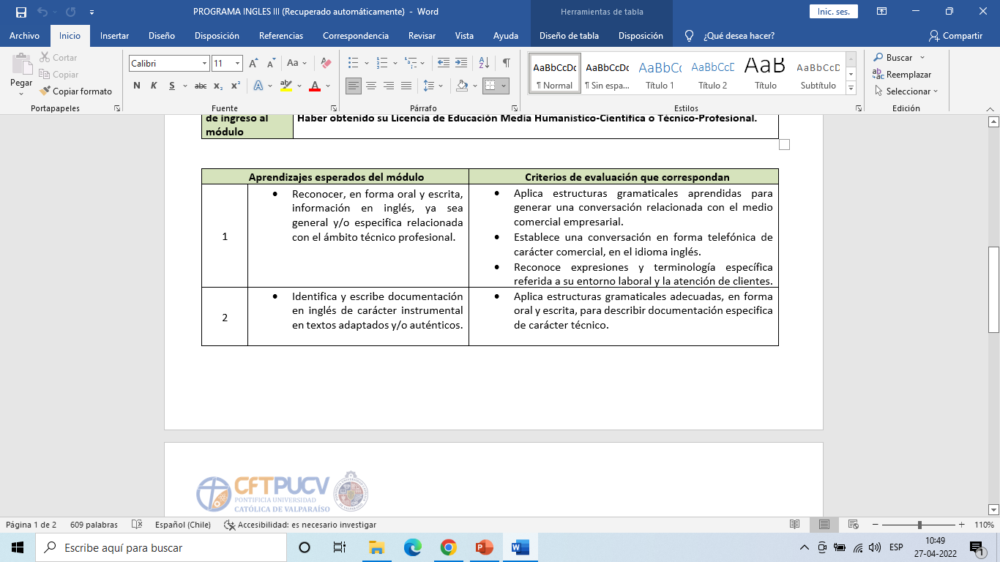 PROGRAMA INGLES III (Recuperado automáticamente) - Word
Herramientas de tabla
Inic. ses.
Archivo Inicio Insertar Diseño Disposición Referencias Correspondencia Revisar Vista Ayuda Diseño de tabla Disposición ¿Qué desea hacer? Compartir
Pegar
Cortar
Copiar
Copiar formato
Portapapeles
Calibri 11
N K S abc x₂ x²
Fuente
Párrafo
AaBbCcDc AaBbCcDc AaBbCc AaBbCcD AaB AaBbCcD
¶ Normal ¶ Sin espa... Título 1 Título 2 Título Subtítulo
Estilos
Buscar
Reemplazar
Seleccionar
Edición
de ingreso al
módulo
Haber obtenido su Licencia de Educación Media Humanístico-Científica o Técnico-Profesional.
Aprendizajes esperados del módulo
Criterios de evaluación que correspondan
1
• Reconocer, en forma oral y escrita,
información en inglés, ya sea
general y/o especifica relacionada
con el ámbito técnico profesional.
• Aplica estructuras gramaticales aprendidas para
generar una conversación relacionada con el medio
comercial empresarial.
• Establece una conversación en forma telefónica de
carácter comercial, en el idioma inglés.
• Reconoce expresiones y terminología específica
referida a su entorno laboral y la atención de clientes.
2
• Identifica y escribe documentación
en inglés de carácter instrumental
en textos adaptados y/o auténticos.
• Aplica estructuras gramaticales adecuadas, en forma
oral y escrita, para describir documentación especifica
de carácter técnico.
CFTPUCV
PONTIFICIA UNIVERSIDAD
CATÓLICA DE VALPARAÍSO
Página 1 de 2 609 palabras Español (Chile) Accesibilidad: es necesario investigar 110%
Escribe aquí para buscar
ESP
10:49
27-04-2022
1